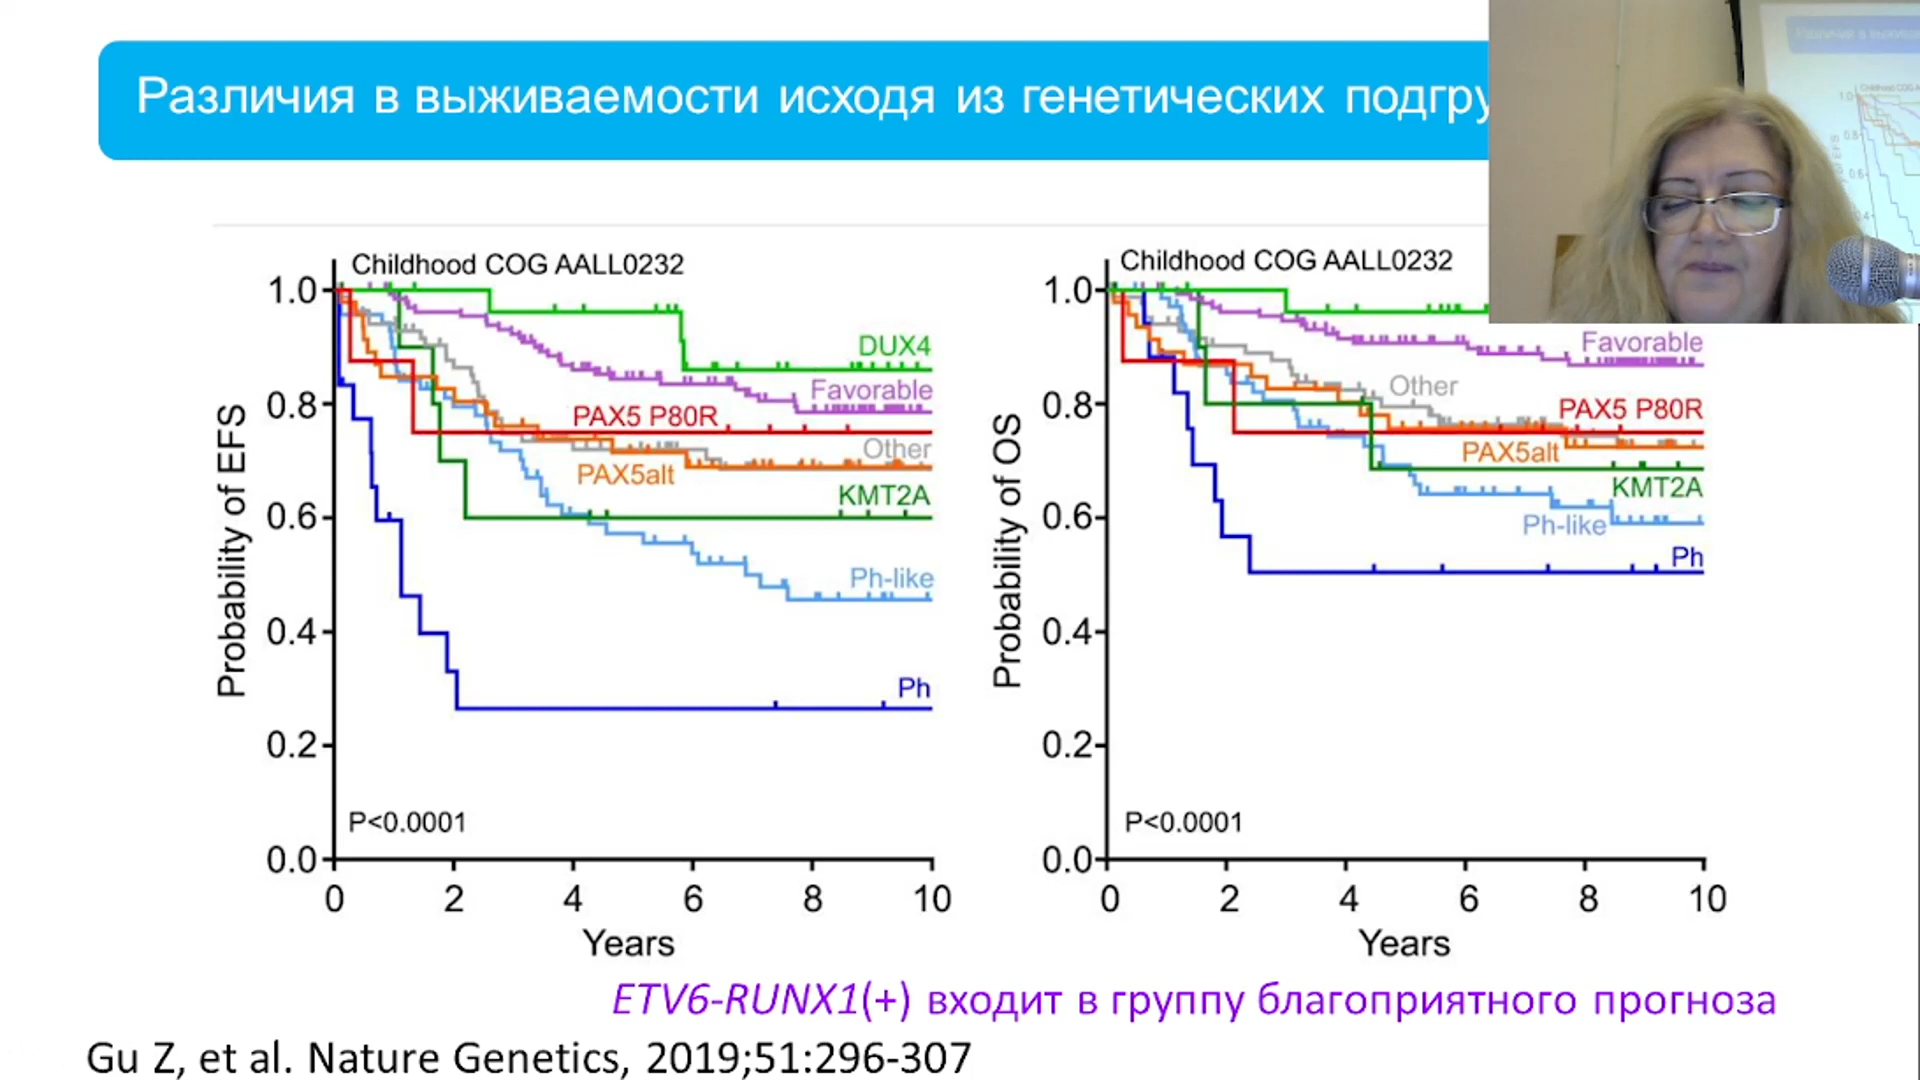 Различия в выживаемости исходя из генетических
Childhood COG AALL0232
1.0
0.8
0.6
0.4
0.2
0.0
Probability of EFS
DUX4
Favorable
PAX5 P80R
Other
PAX5alt
KMT2A
Ph-like
Ph
P<0.0001
0 2 4 6 8 10
Years
Childhood COG AALL0232
1.0
0.8
0.6
0.4
0.2
0.0
Probability of OS
Favorable
Other
PAX5 P80R
PAX5alt
KMT2A
Ph-like
Ph
P<0.0001
0 2 4 6 8 10
Years
ETV6-RUNX1(+) входит в группу благоприятного прогноза
Gu Z, et al. Nature Genetics, 2019;51:296-307